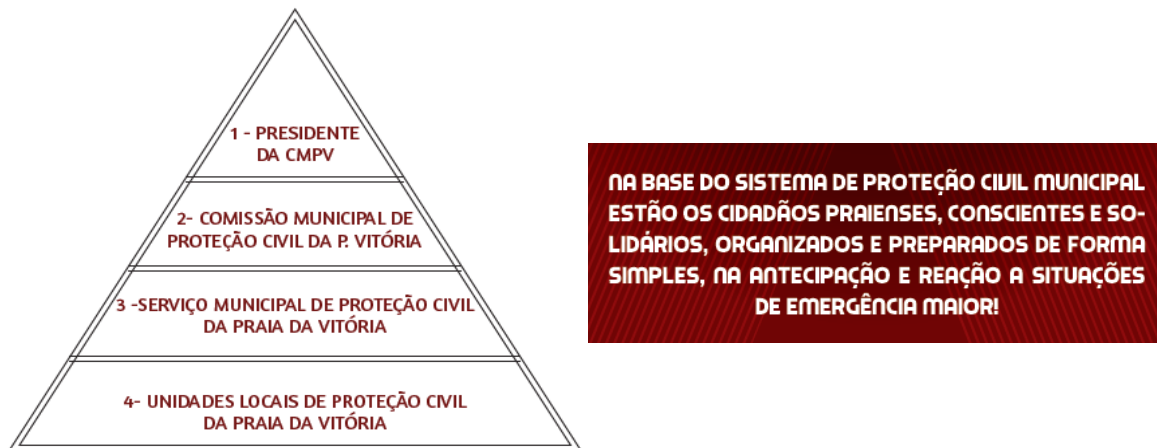 1 - PRESIDENTE
DA CMPV
2- COMISSÃO MUNICIPAL DE
PROTEÇÃO CIVIL DA P. VITÓRIA
3 -SERVIÇO MUNICIPAL DE PROTEÇÃO CIVIL
DA PRAIA DA VITÓRIA
4- UNIDADES LOCAIS DE PROTEÇÃO CIVIL
DA PRAIA DA VITÓRIA
NA BASE DO SISTEMA DE PROTEÇÃO CIVIL MUNICIPAL
ESTÃO OS CIDADÃOS PRAIENSES, CONSCIENTES E SO-
LIDÁRIOS, ORGANIZADOS E PREPARADOS DE FORMA
SIMPLES, NA ANTECIPAÇÃO E REAÇÃO A SITUAÇÕES
DE EMERGÊNCIA MAIOR!